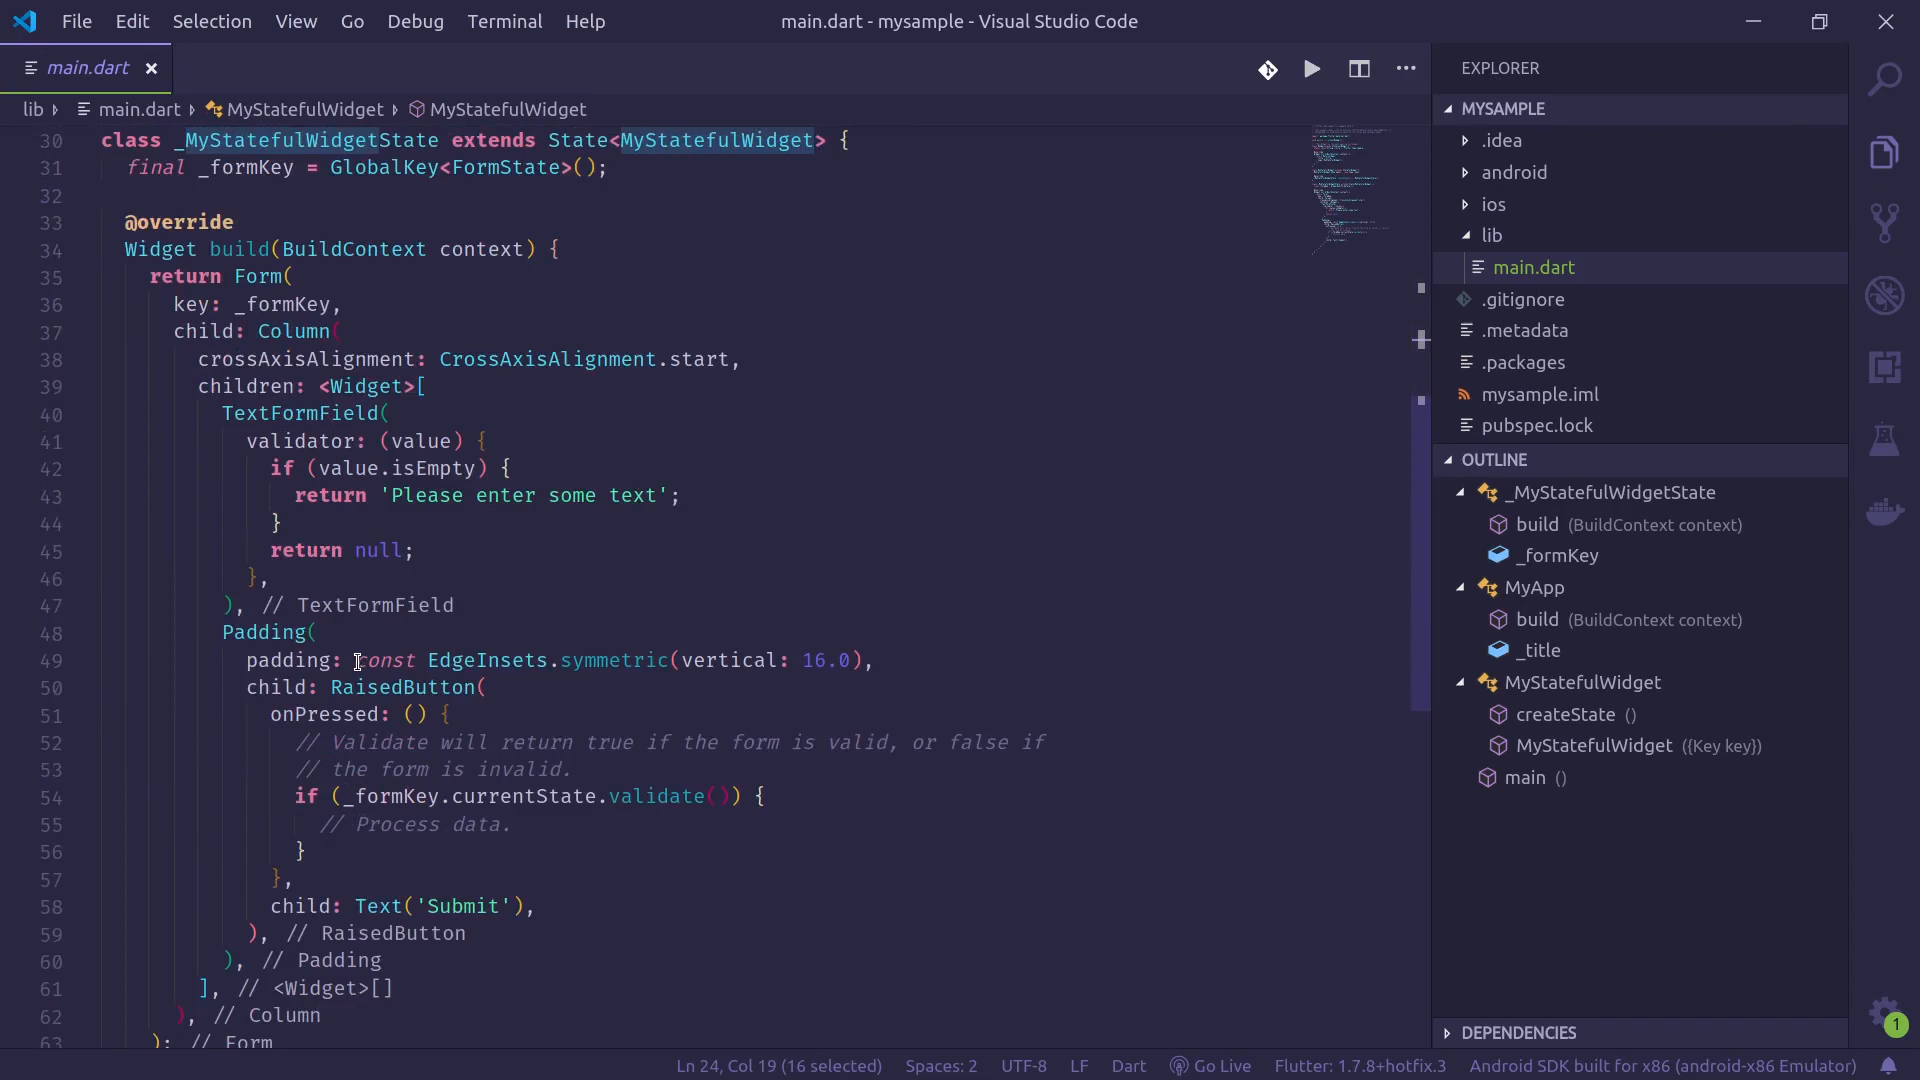 File Edit Selection View Go Debug Terminal Help
main.dart - mysample - Visual Studio Code
main.dart
lib main.dart MyStatefulWidget MyStatefulWidget
30 class _MyStatefulWidgetState extends State<MyStatefulWidget> {
31 final _formKey = GlobalKey<FormState>();
32
33 @override
34 Widget build(BuildContext context) {
35 return Form(
36 key: _formKey,
37 child: Column(
38 crossAxisAlignment: CrossAxisAlignment.start,
39 children: <Widget>[
40 TextFormField(
41 validator: (value) {
42 if (value.isEmpty) {
43 return 'Please enter some text';
44 }
45 return null;
46 },
47 ), // TextFormField
48 Padding(
49 padding: const EdgeInsets.symmetric(vertical: 16.0),
50 child: RaisedButton(
51 onPressed: () {
52 // Validate will return true if the form is valid, or false if
53 // the form is invalid.
54 if (_formKey.currentState.validate()) {
55 // Process data.
56 }
57 },
58 child: Text('Submit'),
59 ), // RaisedButton
60 ), // Padding
61 ], // <Widget>[]
62 ), // Column
63 ); // Form
EXPLORER
MYSAMPLE
.idea
android
ios
lib
main.dart
.gitignore
.metadata
.packages
mysample.iml
pubspec.lock
OUTLINE
_MyStatefulWidgetState
build (BuildContext context)
_formKey
MyApp
build (BuildContext context)
_title
MyStatefulWidget
createState ()
MyStatefulWidget ({Key key})
main ()
DEPENDENCIES
1
Ln 24, Col 19 (16 selected) Spaces: 2 UTF-8 LF Dart Go Live Flutter: 1.7.8+hotfix.3 Android SDK built for x86 (android-x86 Emulator)